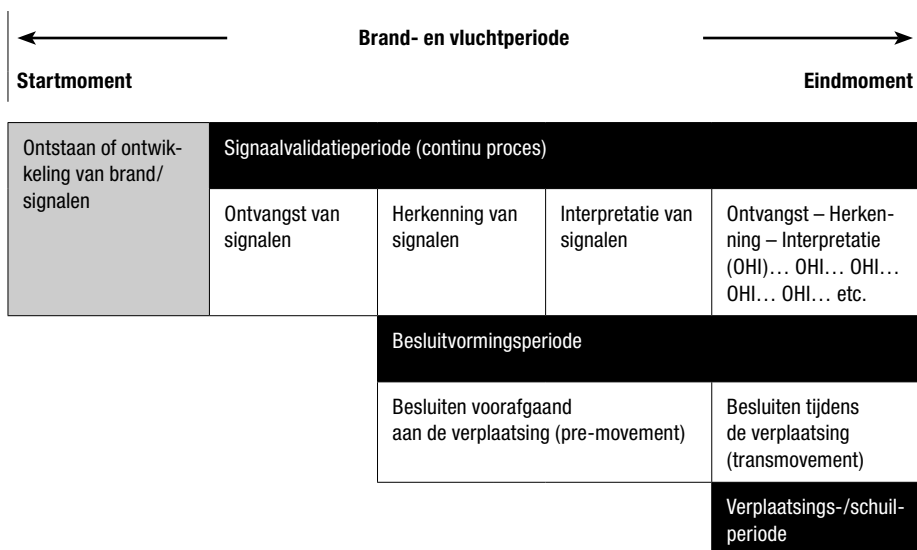 Brand- en vluchtperiode
Startmoment Eindmoment
Ontstaan of ontwik-
keling van brand/
signalen
Signaalvalidatieperiode (continu proces)
Ontvangst van
signalen
Herkenning van
signalen
Interpretatie van
signalen
Ontvangst – Herken-
ning – Interpretatie
(OHI)… OHI… OHI…
OHI… OHI… etc.
Besluitvormingsperiode
Besluiten voorafgaand
aan de verplaatsing (pre-movement)
Besluiten tijdens
de verplaatsing
(transmovement)
Verplaatsings-/schuil-
periode